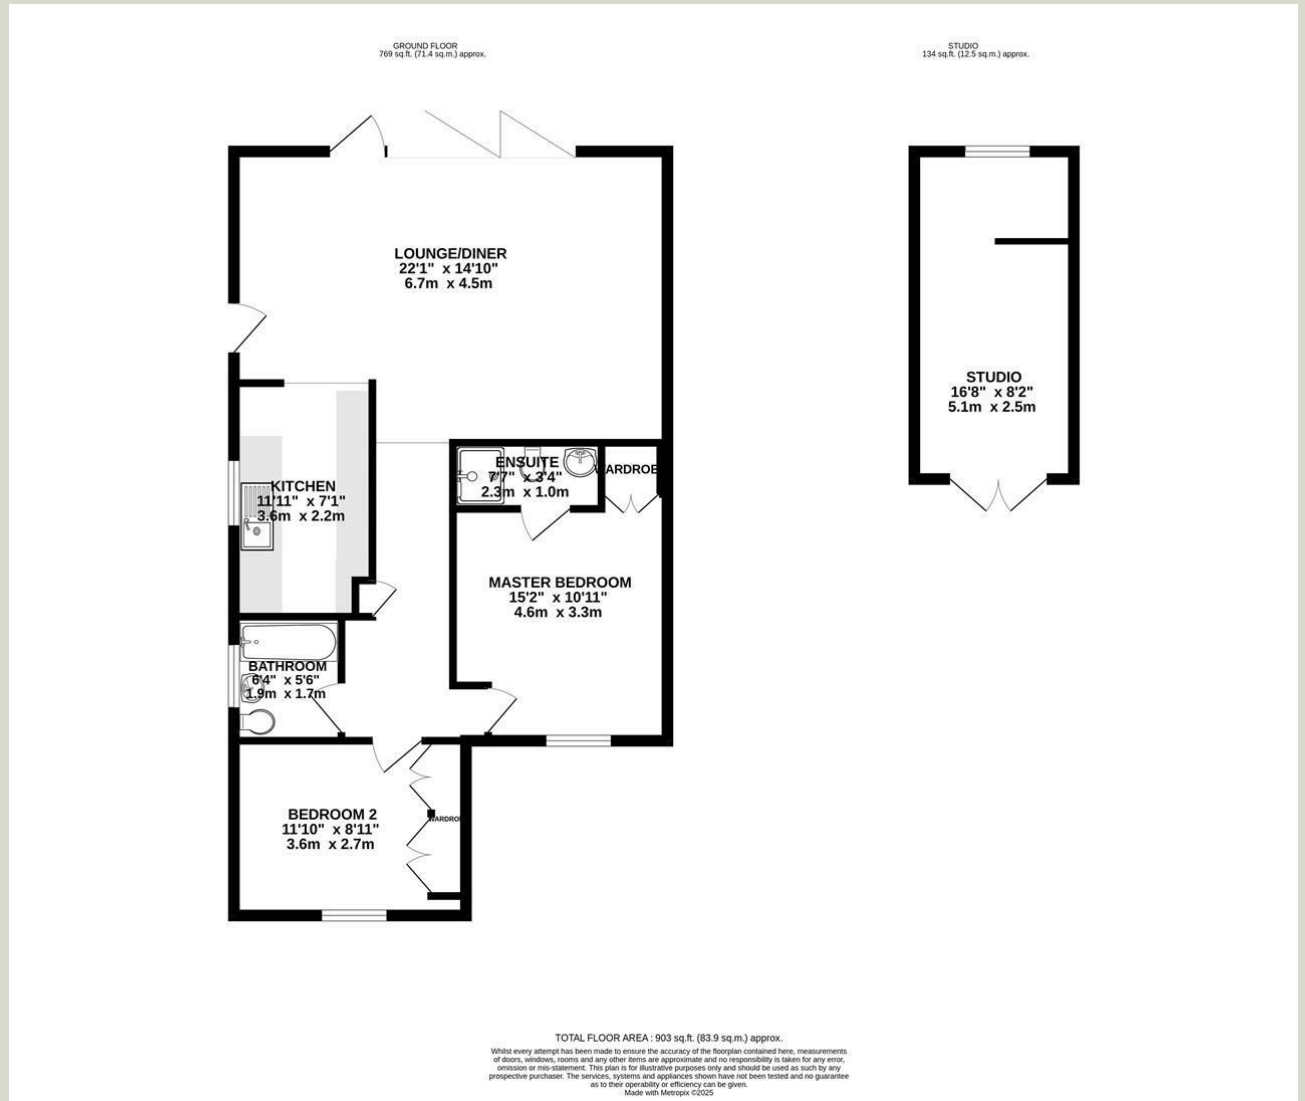 GROUND FLOOR
769 sq.ft. (71.4 sq.m.) approx.
STUDIO
134 sq.ft. (12.5 sq.m.) approx.
LOUNGE/DINER
22'1" x 14'10"
6.7m x 4.5m
STUDIO
16'8" x 8'2"
5.1m x 2.5m
KITCHEN
11'11" x 7'1"
3.6m x 2.2m
ENSUITE
7'7" x 3'4"
2.3m x 1.0m
WARDROBE
MASTER BEDROOM
15'2" x 10'11"
4.6m x 3.3m
BATHROOM
6'4" x 5'6"
1.9m x 1.7m
BEDROOM 2
11'10" x 8'11"
3.6m x 2.7m
WARDROBE
TOTAL FLOOR AREA : 903 sq.ft. (83.9 sq.m.) approx.
Whilst every attempt has been made to ensure the accuracy of the floorplan contained here, measurements
of doors, windows, rooms and any other items are approximate and no responsibility is taken for any error,
omission or mis-statement. This plan is for illustrative purposes only and should be used as such by any
prospective purchaser. The services, systems and appliances shown have not been tested and no guarantee
as to their operability or efficiency can be given.
Made with Metropix ©2025